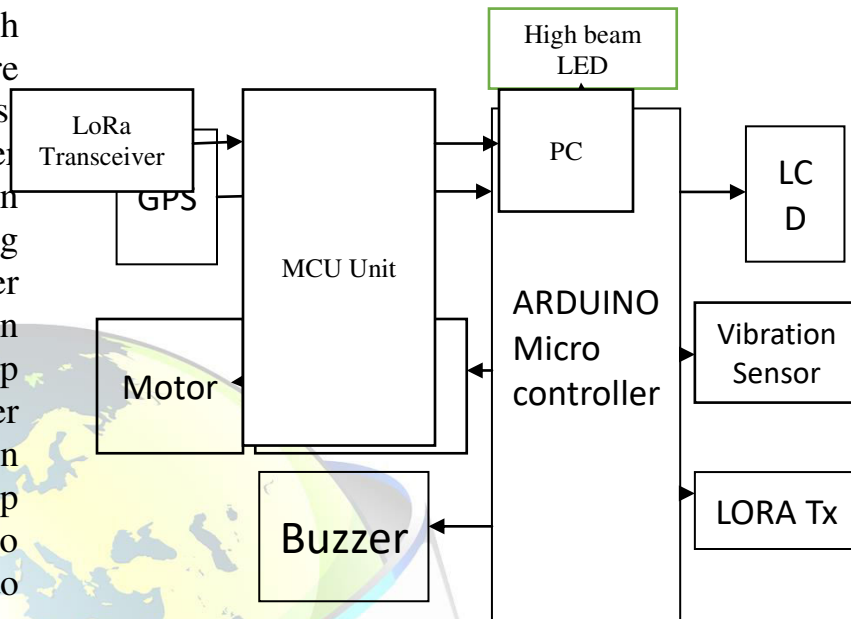 High beam
LED
LoRa
Transceiver
GPS
MCU Unit
PC
LC
D
ARDUINO
Micro
controller
Motor
Vibration
Sensor
Buzzer
LORA Tx